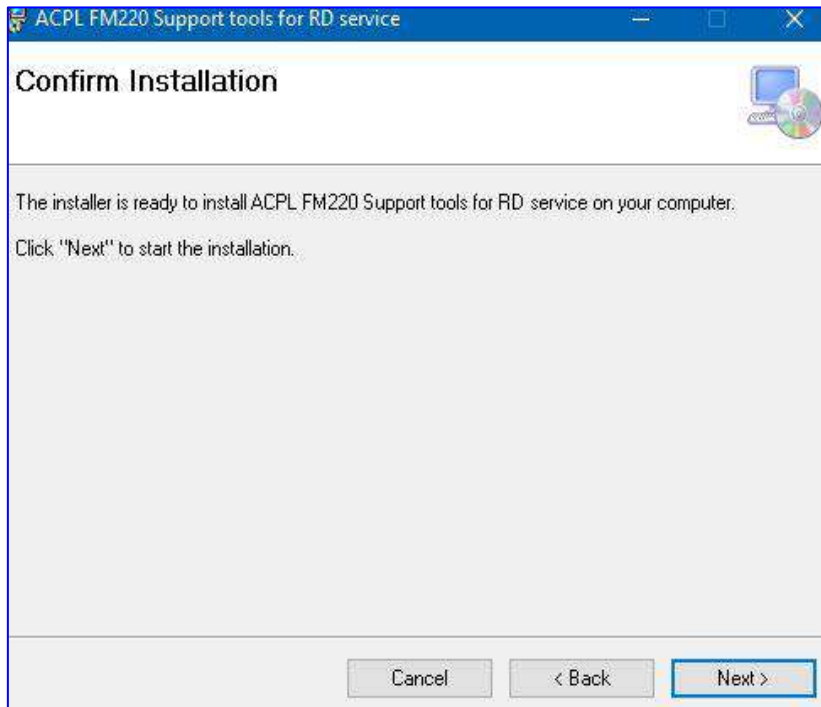 ACPL FM220 Support tools for RD service
Confirm Installation
The installer is ready to install ACPL FM220 Support tools for RD service on your computer.
Click "Next" to start the installation.
Cancel
< Back
Next >